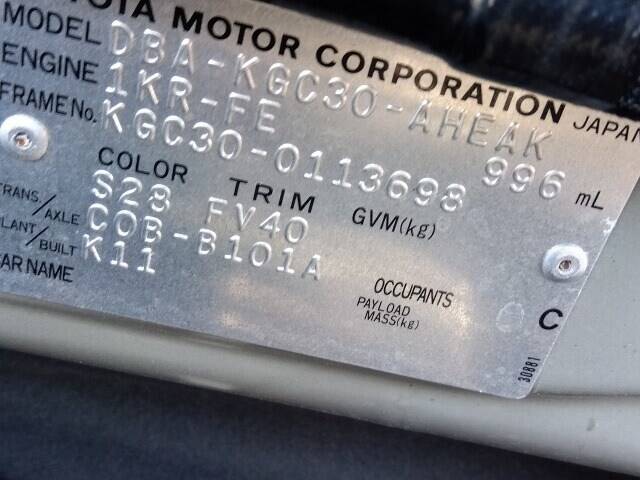 TOYOTA MOTOR CORPORATION JAPAN
MODEL DBA-KGC30-AHEAK
ENGINE 1KR-FE 996 mL
FRAME No. KGC30-0113698
COLOR TRIM GVM(kg)
S28 FV40
TRANS/AXLE C0B-B101A
PLANT/BUILT K11
CAR NAME
OCCUPANTS
PAYLOAD
MASS(kg)
C
30881